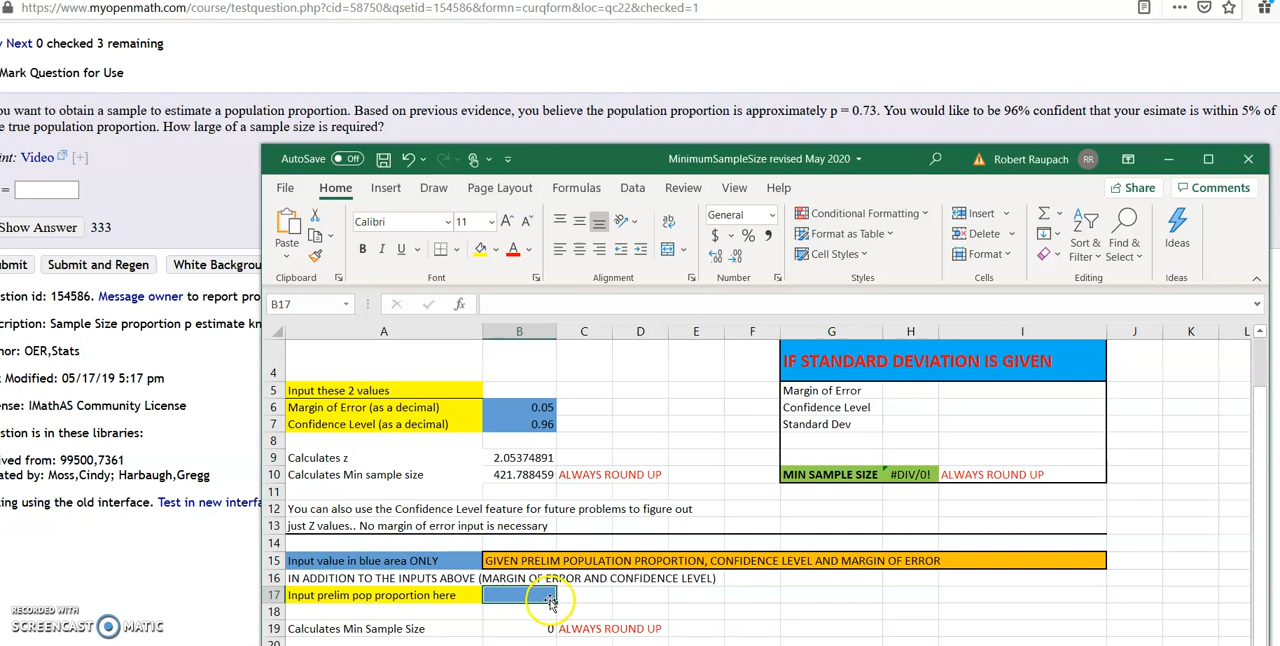 https://www.myopenmath.com/course/testquestion.php?cid=58750&qsetid=154586&formn=curqform&loc=qc22&checked=1
Next 0 checked 3 remaining
Mark Question for Use
ou want to obtain a sample to estimate a population proportion. Based on previous evidence, you believe the population proportion is approximately p = 0.73. You would like to be 96% confident that your esimate is within 5% of
e true population proportion. How large of a sample size is required?
int: Video [+]
=
Show Answer 333
ubmit Submit and Regen White Backgrou
stion id: 154586. Message owner to report pro
cription: Sample Size proportion p estimate kn
hor: OER,Stats
t Modified: 05/17/19 5:17 pm
ense: IMathAS Community License
stion is in these libraries:
ived from: 99500,7361
ated by: Moss,Cindy; Harbaugh,Gregg
king using the old interface. Test in new interfa
RECORDED WITH
SCREENCAST MATIC
AutoSave Off MinimumSampleSize revised May 2020 Robert Raupach RR
File Home Insert Draw Page Layout Formulas Data Review View Help Share Comments
Paste Calibri 11 General Conditional Formatting Insert
Format as Table Delete
Cell Styles Format
Sort & Filter Find & Select Ideas
Clipboard Font Alignment Number Styles Cells Editing Ideas
B17 fx
A B C D E F G H I J K L
4 IF STANDARD DEVIATION IS GIVEN
5 Input these 2 values Margin of Error
6 Margin of Error (as a decimal) 0.05 Confidence Level
7 Confidence Level (as a decimal) 0.96 Standard Dev
8
9 Calculates z 2.05374891
10 Calculates Min sample size 421.788459 ALWAYS ROUND UP MIN SAMPLE SIZE #DIV/0! ALWAYS ROUND UP
11
12 You can also use the Confidence Level feature for future problems to figure out
13 just Z values.. No margin of error input is necessary
14
15 Input value in blue area ONLY GIVEN PRELIM POPULATION PROPORTION, CONFIDENCE LEVEL AND MARGIN OF ERROR
16 IN ADDITION TO THE INPUTS ABOVE (MARGIN OF ERROR AND CONFIDENCE LEVEL)
17 Input prelim pop proportion here
18
19 Calculates Min Sample Size 0 ALWAYS ROUND UP
20